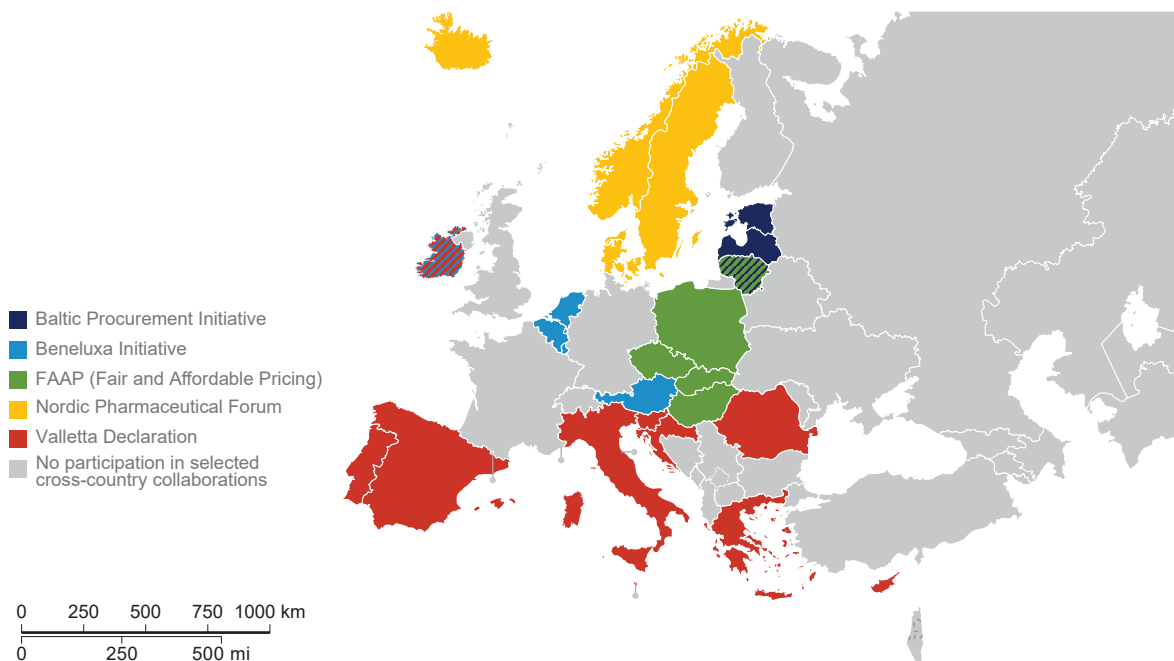 Baltic Procurement Initiative
Beneluxa Initiative
FAAP (Fair and Affordable Pricing)
Nordic Pharmaceutical Forum
Valletta Declaration
No participation in selected
cross-country collaborations
0 250 500 750 1000 km
0 250 500 mi